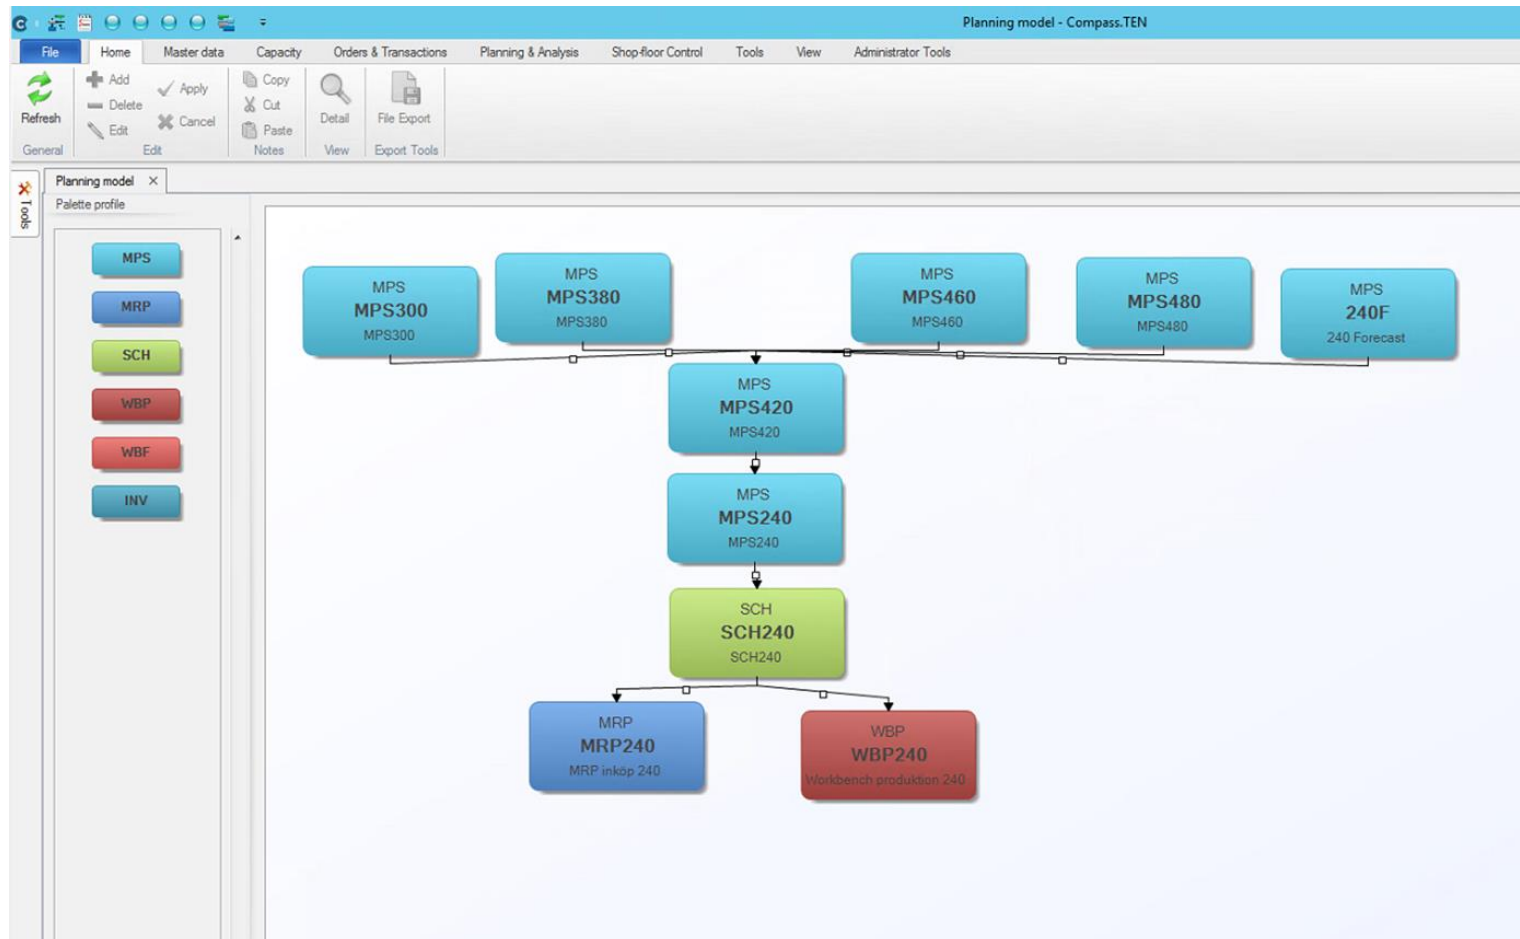 Planning model - Compass.TEN
File Home Master data Capacity Orders & Transactions Planning & Analysis Shop-floor Control Tools View Administrator Tools
Refresh
General
Add
Delete
Edit
Apply
Cancel
Edit
Copy
Cut
Paste
Notes
Detail
View
File Export
Export Tools
Tools
Planning model
Palette profile
MPS
MRP
SCH
WBP
WBF
INV
MPS
MPS300
MPS300
MPS
MPS380
MPS380
MPS
MPS460
MPS460
MPS
MPS480
MPS480
MPS
240F
240 Forecast
MPS
MPS420
MPS420
MPS
MPS240
MPS240
SCH
SCH240
SCH240
MRP
MRP240
MRP inköp 240
WBP
WBP240
Workbench produktion 240